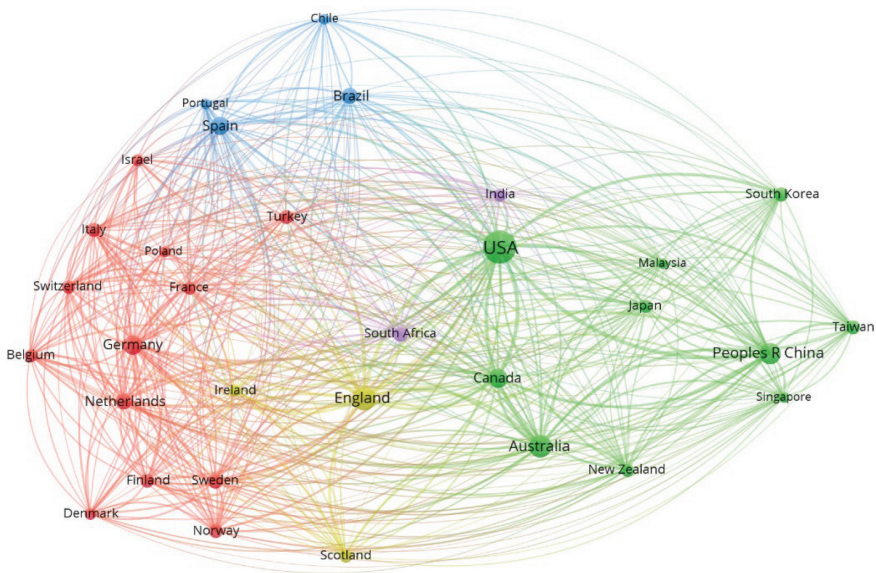 Chile
Brazil
Portugal
Spain
Israel
India
South Korea
Turkey
Italy
USA
Poland
Malaysia
Switzerland
France
Japan
Taiwan
South Africa
Germany
Belgium
Peoples R China
Canada
Ireland
England
Netherlands
Singapore
Australia
New Zealand
Finland
Sweden
Denmark
Norway
Scotland